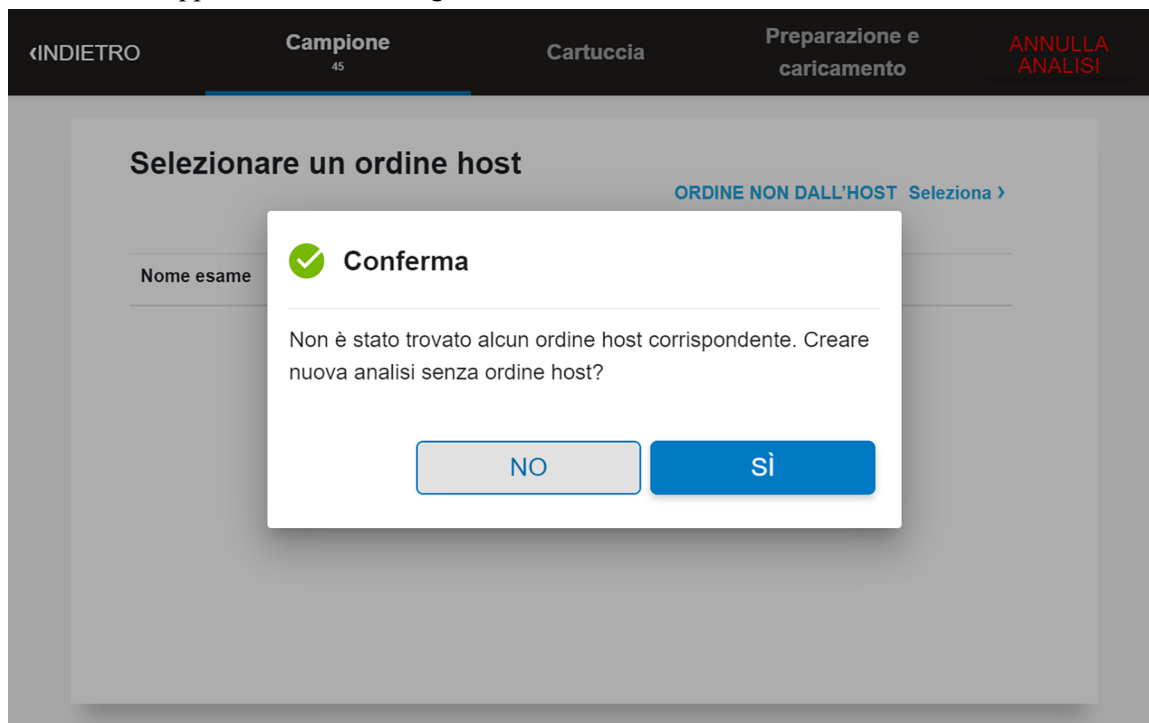 ‹INDIETRO
Campione
45
Cartuccia
Preparazione e
caricamento
ANNULLA
ANALISI
Selezionare un ordine host
ORDINE NON DALL'HOST Seleziona ›
Nome esame
Conferma
Non è stato trovato alcun ordine host corrispondente. Creare
nuova analisi senza ordine host?
NO
SÌ